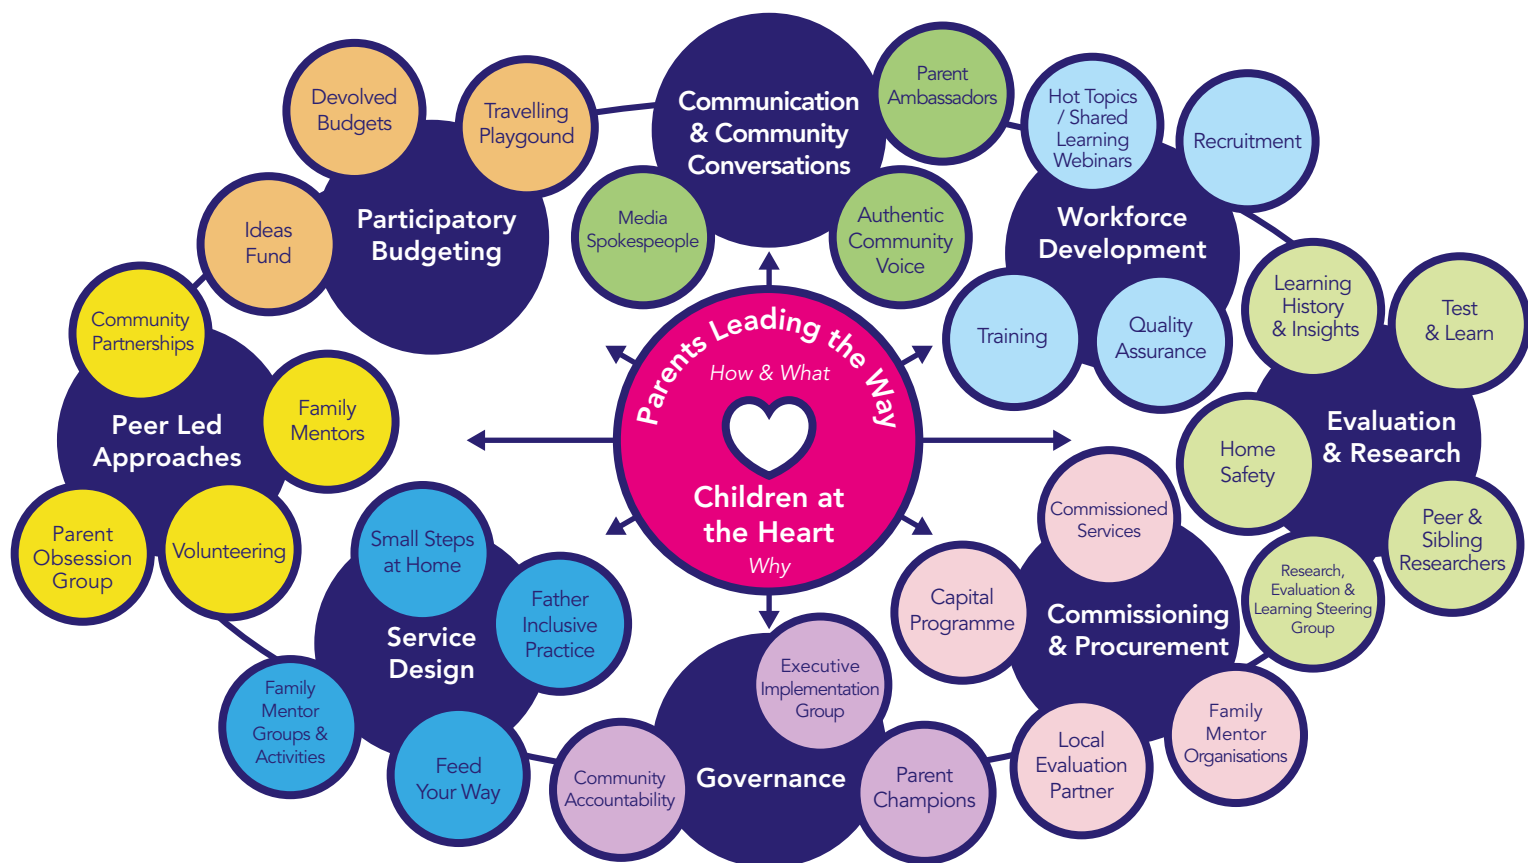 Communication
& Community
Conversations
Parent
Ambassadors
Authentic
Community
Voice
Media
Spokespeople
Workforce
Development
Hot Topics
/ Shared
Learning
Webinars
Recruitment
Quality
Assurance
Training
Evaluation
& Research
Learning
History
& Insights
Test
& Learn
Peer &
Sibling
Researchers
Research,
Evaluation &
Learning Steering
Group
Home
Safety
Commissioning
& Procurement
Commissioned
Services
Family
Mentor
Organisations
Local
Evaluation
Partner
Capital
Programme
Governance
Executive
Implementation
Group
Parent
Champions
Community
Accountability
Service
Design
Small Steps
at Home
Father
Inclusive
Practice
Feed
Your Way
Family
Mentor
Groups &
Activities
Peer Led
Approaches
Community
Partnerships
Family
Mentors
Volunteering
Parent
Obsession
Group
Participatory
Budgeting
Devolved
Budgets
Travelling
Playgound
Ideas
Fund
Parents Leading the Way
How & What
Children at
the Heart
Why